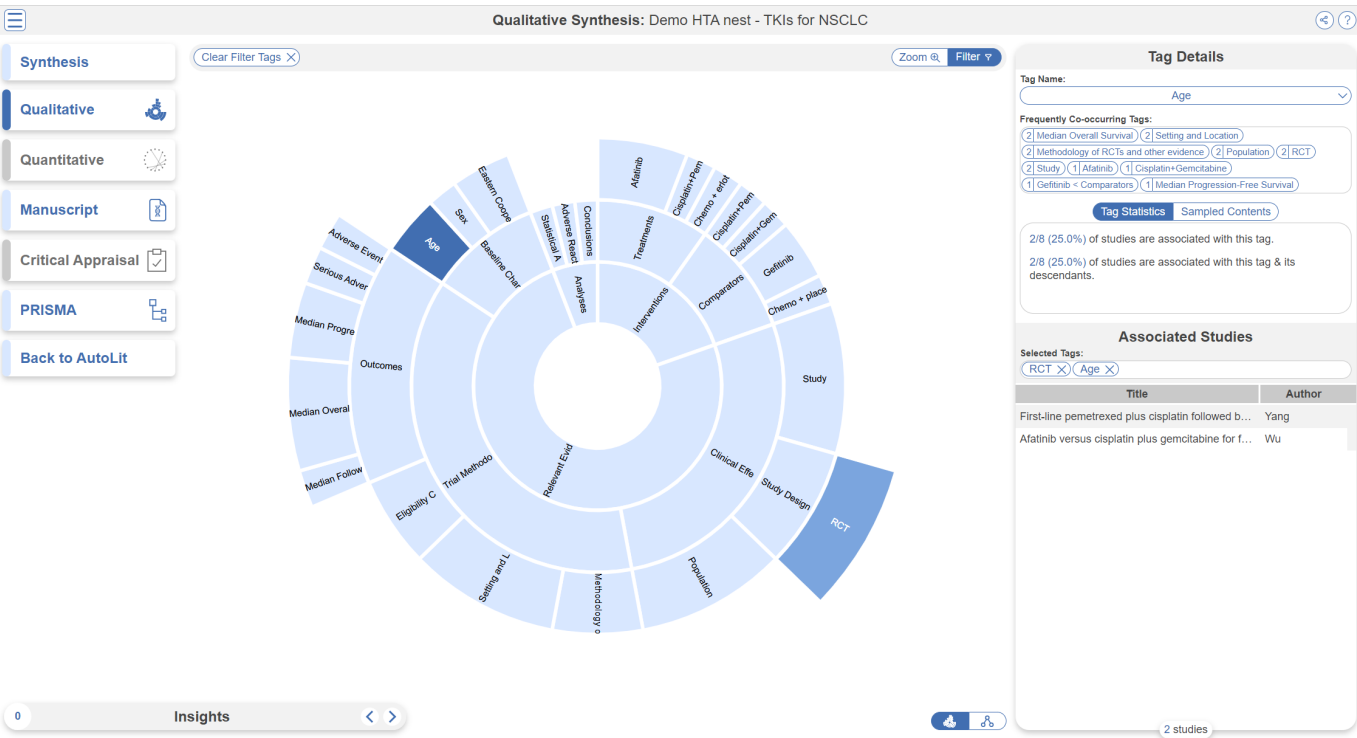 Qualitative Synthesis: Demo HTA nest - TKIs for NSCLC
?
Synthesis
Qualitative
Quantitative
Manuscript
Critical Appraisal
PRISMA
Back to AutoLit
Clear Filter Tags
Zoom
Filter
Afatinib
Cisplatin+Pem
Chemo + erlot
Cisplatin+Pem
Cisplatin+Gem
Gefitinib
Chemo + place
Treatments
Comparators
Interventions
Study
Clinical Effe
Study Design
RCT
Population
Relevant Evid
Methodology o
Setting and L
Trial Methodo
Eligibility C
Median Follow
Median Overal
Outcomes
Median Progre
Serious Adver
Adverse Event
Age
Sex
Eastern Coope
Baseline Char
Statistical A
Adverse React
Conclusions
Analyses
0
Insights
Tag Details
Tag Name:
Age
Frequently Co-occurring Tags:
2 Median Overall Survival 2 Setting and Location
2 Methodology of RCTs and other evidence 2 Population 2 RCT
2 Study 1 Afatinib 1 Cisplatin+Gemcitabine
1 Gefitinib < Comparators 1 Median Progression-Free Survival
Tag Statistics Sampled Contents
2/8 (25.0%) of studies are associated with this tag.
2/8 (25.0%) of studies are associated with this tag & its
descendants.
Associated Studies
Selected Tags:
RCT Age
Title Author
First-line pemetrexed plus cisplatin followed b... Yang
Afatinib versus cisplatin plus gemcitabine for f... Wu
2 studies